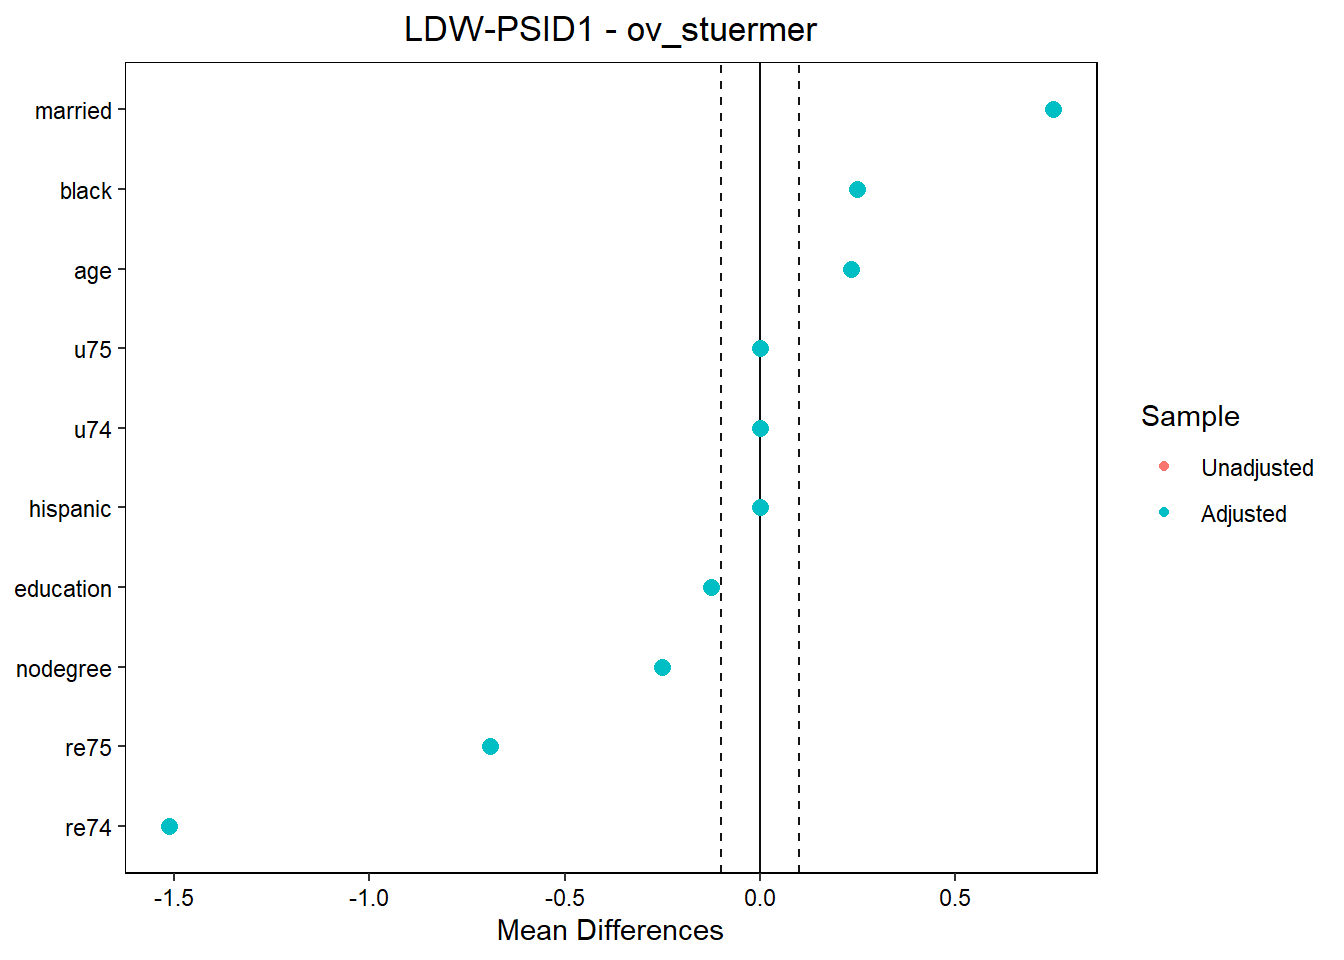 LDW-PSID1 - ov_stuermer
married
black
age
u75
u74
hispanic
education
nodegree
re75
re74
-1.5 -1.0 -0.5 0.0 0.5
Mean Differences
Sample
Unadjusted
Adjusted